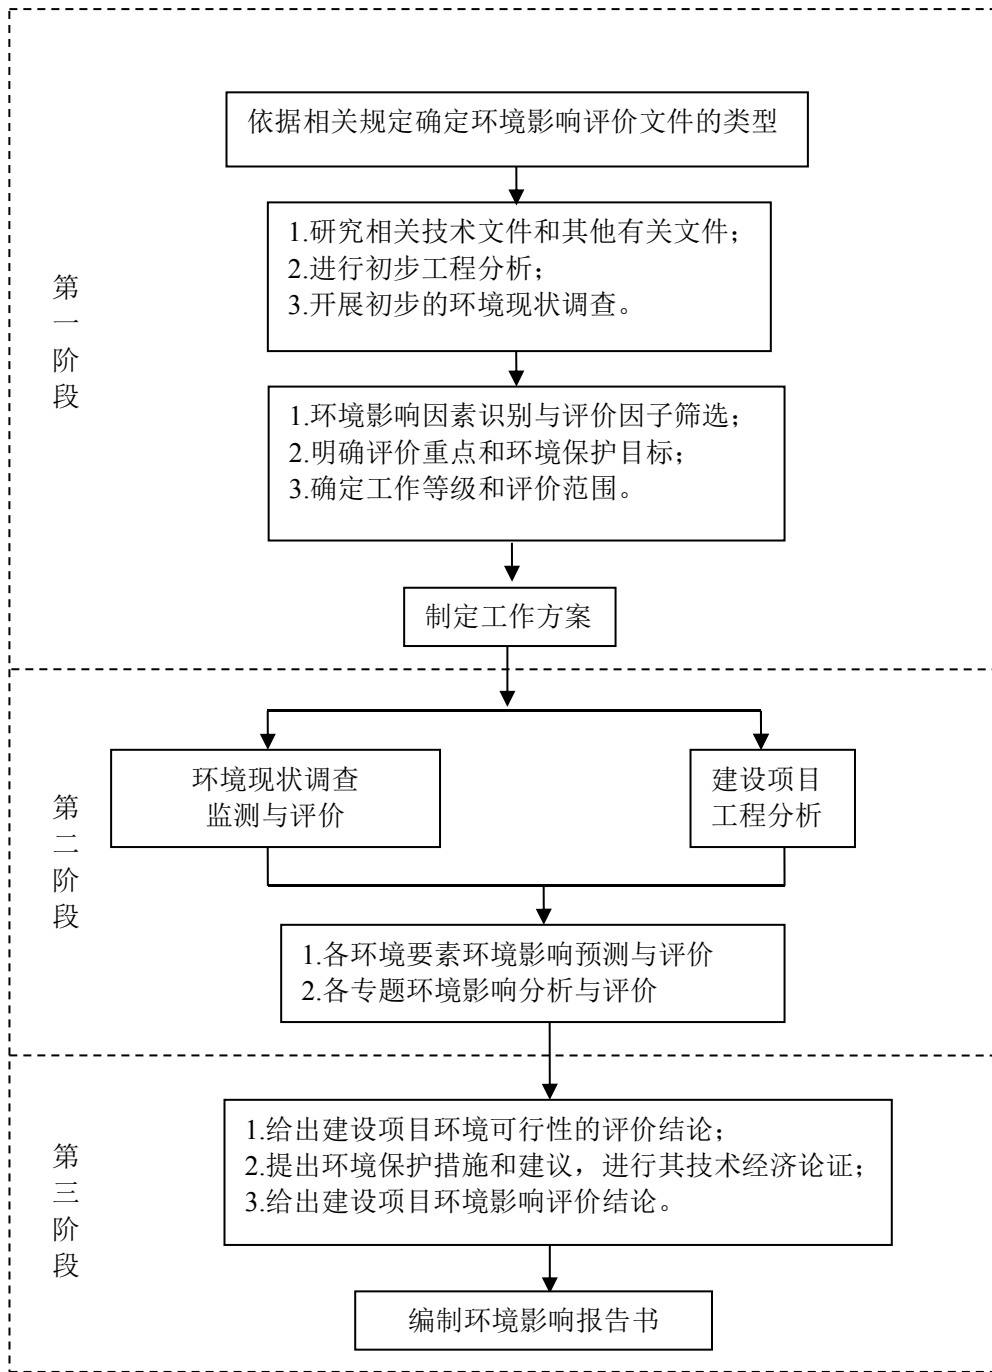 依据相关规定确定环境影响评价文件的类型
1.研究相关技术文件和其他有关文件；
2.进行初步工程分析；
3.开展初步的环境现状调查。
第一阶段
1.环境影响因素识别与评价因子筛选；
2.明确评价重点和环境保护目标；
3.确定工作等级和评价范围。
制定工作方案
第二阶段
环境现状调查
监测与评价
建设项目
工程分析
1.各环境要素环境影响预测与评价
2.各专题环境影响分析与评价
第三阶段
1.给出建设项目环境可行性的评价结论；
2.提出环境保护措施和建议，进行其技术经济论证；
3.给出建设项目环境影响评价结论。
编制环境影响报告书